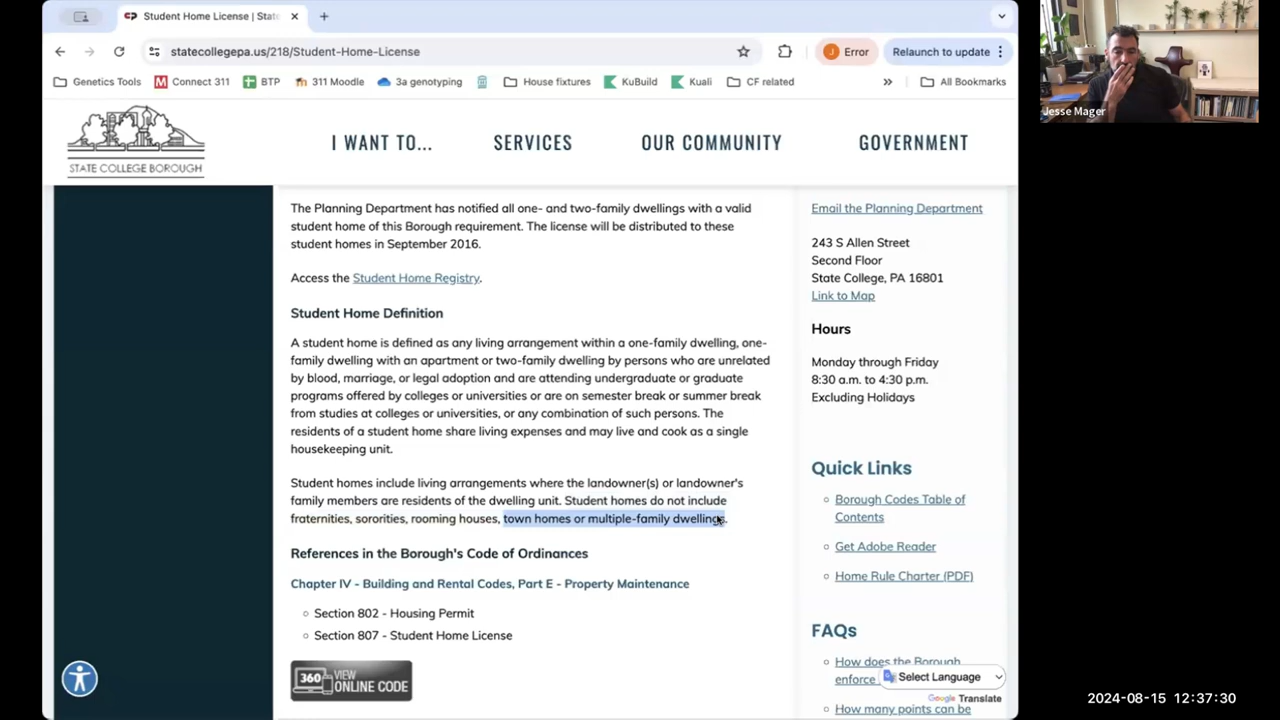 Student Home License | Stat
statecollegepa.us/218/Student-Home-License
J Error
Relaunch to update
Genetics Tools
Connect 311
BTP
311 Moodle
3a genotyping
House fixtures
KuBuild
Kuali
CF related
»
All Bookmarks
STATE COLLEGE BOROUGH
I WANT TO...
SERVICES
OUR COMMUNITY
GOVERNMENT
The Planning Department has notified all one- and two-family dwellings with a valid
student home of this Borough requirement. The license will be distributed to these
student homes in September 2016.
Access the Student Home Registry.
Student Home Definition
A student home is defined as any living arrangement within a one-family dwelling, one-
family dwelling with an apartment or two-family dwelling by persons who are unrelated
by blood, marriage, or legal adoption and are attending undergraduate or graduate
programs offered by colleges or universities or are on semester break or summer break
from studies at colleges or universities, or any combination of such persons. The
residents of a student home share living expenses and may live and cook as a single
housekeeping unit.
Student homes include living arrangements where the landowner(s) or landowner's
family members are residents of the dwelling unit. Student homes do not include
fraternities, sororities, rooming houses, town homes or multiple-family dwellings.
References in the Borough's Code of Ordinances
Chapter IV - Building and Rental Codes, Part E - Property Maintenance
Section 802 - Housing Permit
Section 807 - Student Home License
360 VIEW
ONLINE CODE
Email the Planning Department
243 S Allen Street
Second Floor
State College, PA 16801
Link to Map
Hours
Monday through Friday
8:30 a.m. to 4:30 p.m.
Excluding Holidays
Quick Links
Borough Codes Table of
Contents
Get Adobe Reader
Home Rule Charter (PDF)
FAQs
How does the Borough
enforce
Select Language
Google Translate
How many points can be
Jesse Mager
2024-08-15 12:37:30